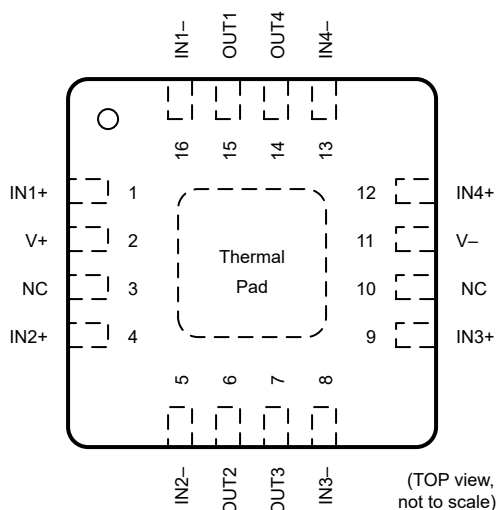 IN1–
OUT1
OUT4
IN4–
16
15
14
13
IN1+ 1 12 IN4+
V+ 2 11 V–
NC 3 10 NC
IN2+ 4 9 IN3+
Thermal
Pad
5
6
7
8
IN2–
OUT2
OUT3
IN3–
(TOP view,
not to scale)